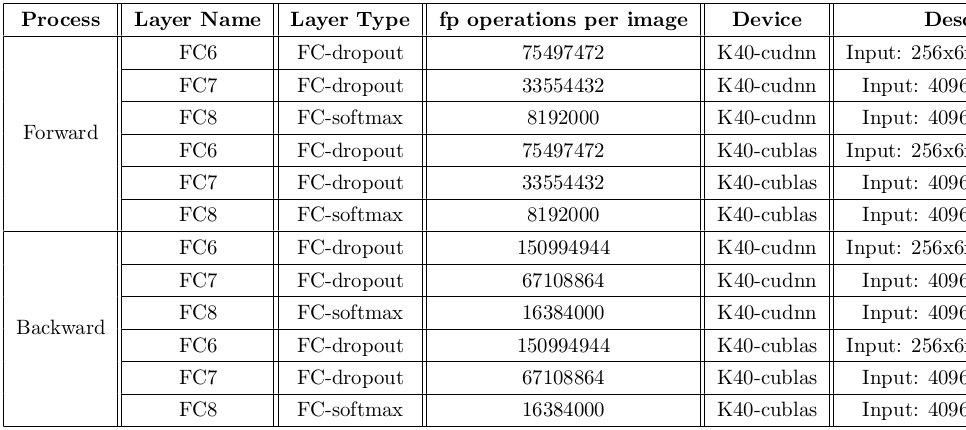 Process Layer Name Layer Type fp operations per image Device
FC6 FC-dropout 75497472 K40-cudnn Input:
FC7 FC-dropout 33554432 K40-cudnn Input: 4096
FC8 FC-softmax 8192000 K40-cudnn Input: 4096
Forward
FC6 FC-dropout 75497472 K40-cublas Input:
FC7 FC-dropout 33554432 K40-cublas Input: 4096
FC8 FC-softmax 8192000 K40-cublas Input: 4096
FC6 FC-dropout 150994944 K40-cudnn Input:
FC7 FC-dropout 67108864 K40-cudnn Input: 4096
FC8 FC-softmax 16384000 K40-cudnn Input: 4096
Backward
FC6 FC-dropout 150994944 K40-cublas Input:
FC7 FC-dropout 67108864 K40-cublas Input: 4096
FC8 FC-softmax 16384000 K40-cublas Input: 4096